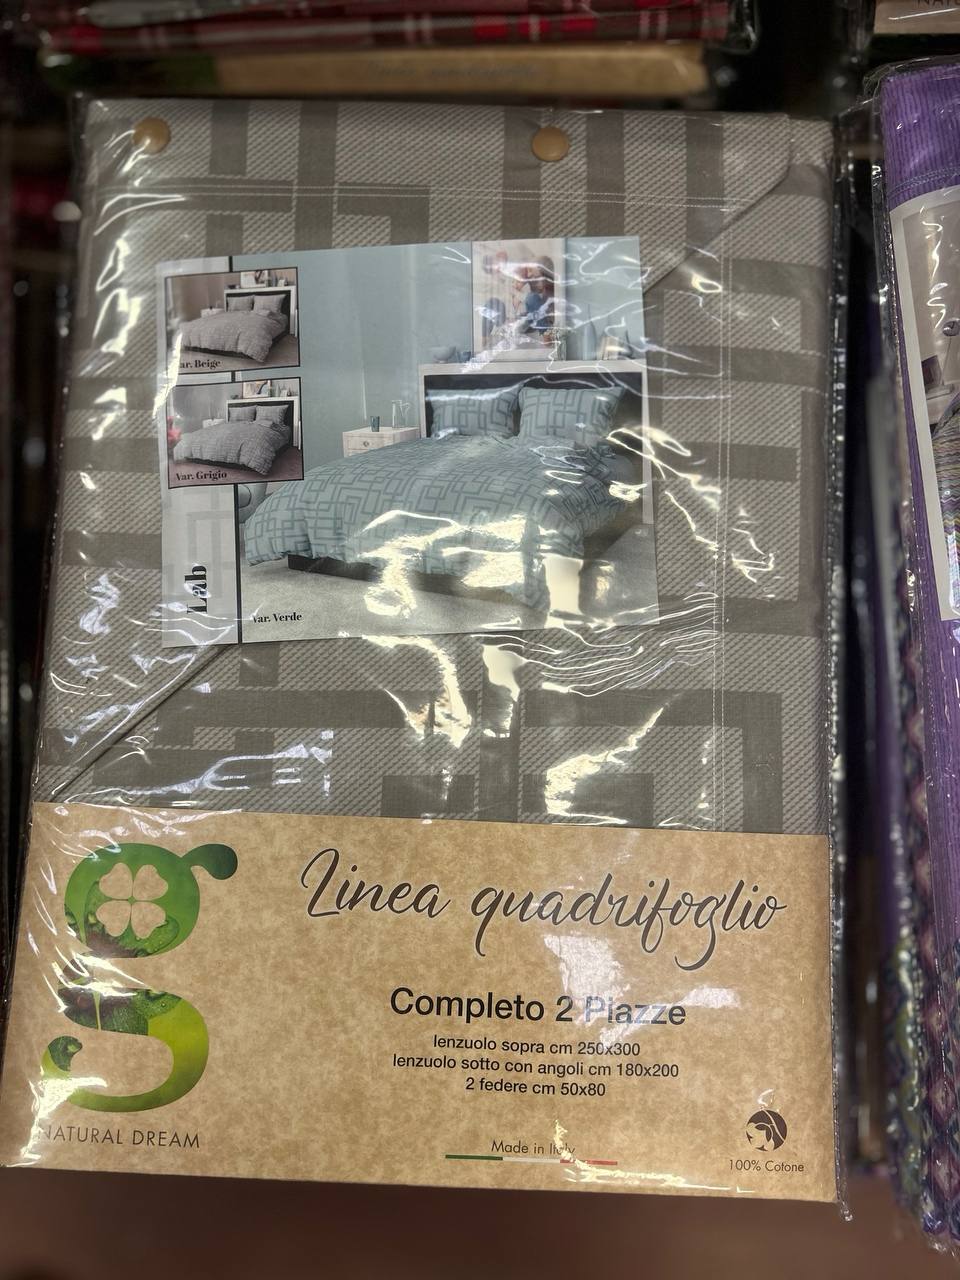 Var. Beige
Var. Grigio
Lab
Var. Verde
Linea quadrifoglio
Completo 2 Piazze
lenzuolo sopra cm 250x300
lenzuolo sotto con angoli cm 180x200
2 federe cm 50x80
NATURAL DREAM
Made in Italy
100% Cotone